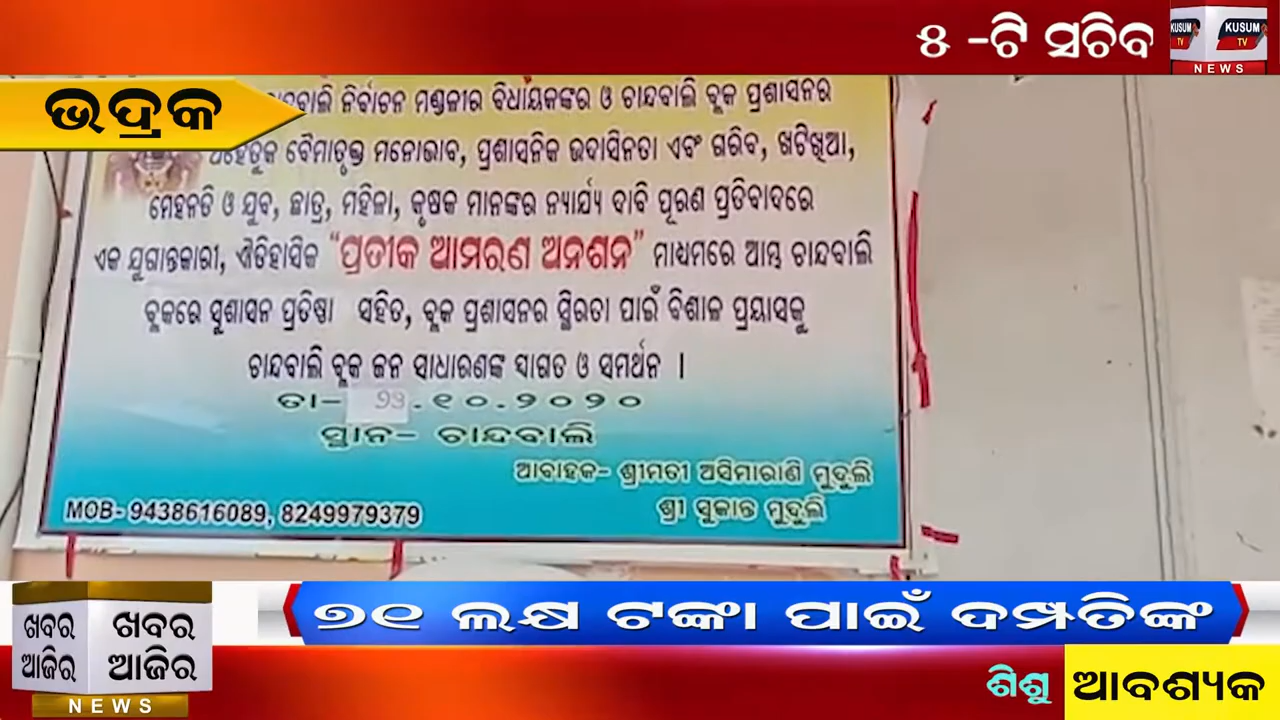 ୫ -ଟି ସଚିବ
KUSUM
TV
KUSUM
TV
NEWS
ଭଦ୍ରକ
ନିର୍ବାଚନ ମଣ୍ଡଳୀର ବିଧାୟକଙ୍କର ଓ ଚାନ୍ଦବାଲି ବ୍ଲକ ପ୍ରଶାସନର
ବୈମାତୃକ ମନୋଭାବ, ପ୍ରଶାସନିକ ଉଦାସିନତା ଏବଂ ଗରିବ, ଖଟିଖିଆ,
ମେହନତି ଓ ଯୁବ, ଛାତ୍ର, ମହିଳା, କୃଷକ ମାନଙ୍କର ନ୍ୟାର୍ଯ୍ୟ ଦାବି ପୂରଣ ପ୍ରତିବାଦରେ
ଏକ ଯୁଗାନ୍ତକାରୀ, ଐତିହାସିକ “ପ୍ରତୀକ ଆମରଣ ଅନଶନ” ମାଧ୍ୟମରେ ଆମ୍ଭ ଚାନ୍ଦବାଲି
ବ୍ଲକରେ ସୁଶାସନ ପ୍ରତିଷ୍ଠା ସହିତ, ବ୍ଲକ ପ୍ରଶାସନର ସ୍ଥିରତା ପାଇଁ ବିଶାଳ ପ୍ରୟାସକୁ
ଚାନ୍ଦବାଲି ବ୍ଲକ ଜନ ସାଧାରଣଙ୍କ ସ୍ୱାଗତ ଓ ସମର୍ଥନ ।
ତା- .୧୦.୨୦୨୦
ସ୍ଥାନ- ଚାନ୍ଦବାଲି
ଆବାହକ- ଶ୍ରୀମତୀ ଅସିମାରାଣି ମୁଦୁଲି
ଶ୍ରୀ ସୁକାନ୍ତ ମୁଦୁଲି
MOB- 9438616089, 8249979379
ଖବର ଆଜିର
ଖବର ଆଜିର
NEWS
୭୧ ଲକ୍ଷ ଟଙ୍କା ପାଇଁ ଦମ୍ପତିଙ୍କ
ଶିଶୁ ଆବଶ୍ୟକ